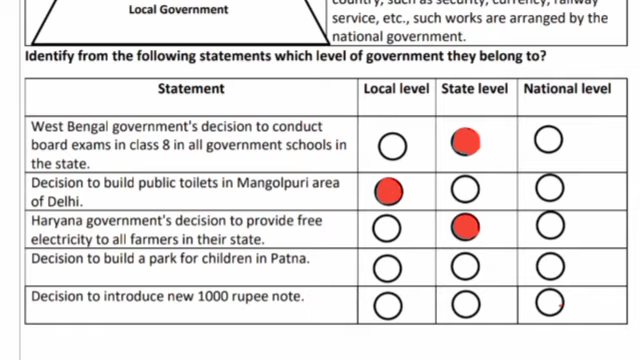 Local Government
country, such as security, currency, railway
service, etc., such works are arranged by the
national government.
Identify from the following statements which level of government they belong to?
Statement Local level State level National level
West Bengal government's decision to conduct
board exams in class 8 in all government schools in
the state.
Decision to build public toilets in Mangolpuri area
of Delhi.
Haryana government's decision to provide free
electricity to all farmers in their state.
Decision to build a park for children in Patna.
Decision to introduce new 1000 rupee note.